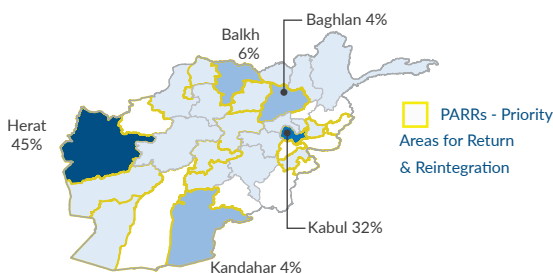 Baghlan 4%
Balkh
6%
PARRs - Priority
Areas for Return
& Reintegration
Herat
45%
Kabul 32%
Kandahar 4%